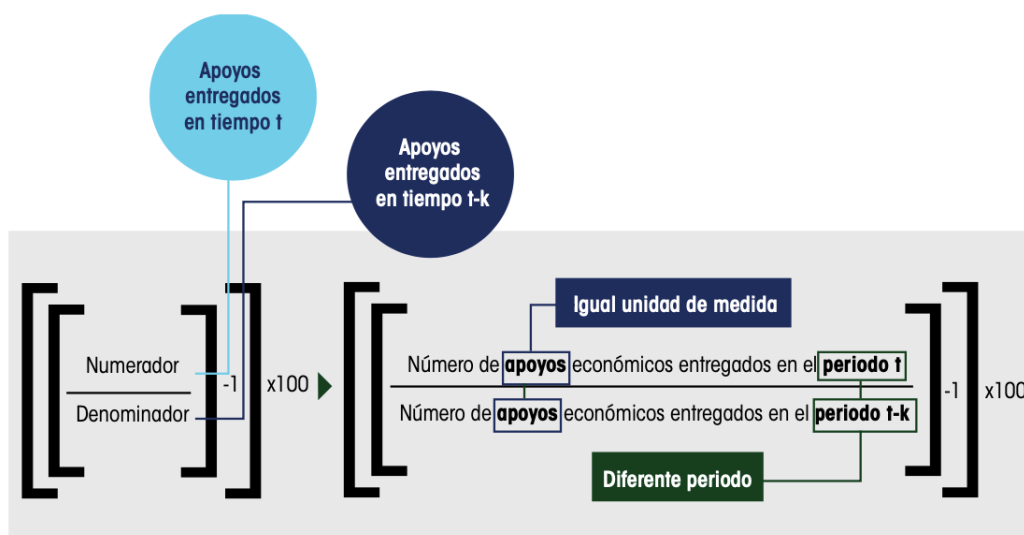 Apoyos
entregados
en tiempo t
Apoyos
entregados
en tiempo t-k
Igual unidad de medida
Numerador
Denominador
-1
x100
Número de apoyos económicos entregados en el periodo t
Número de apoyos económicos entregados en el periodo t-k
-1
x100
Diferente periodo